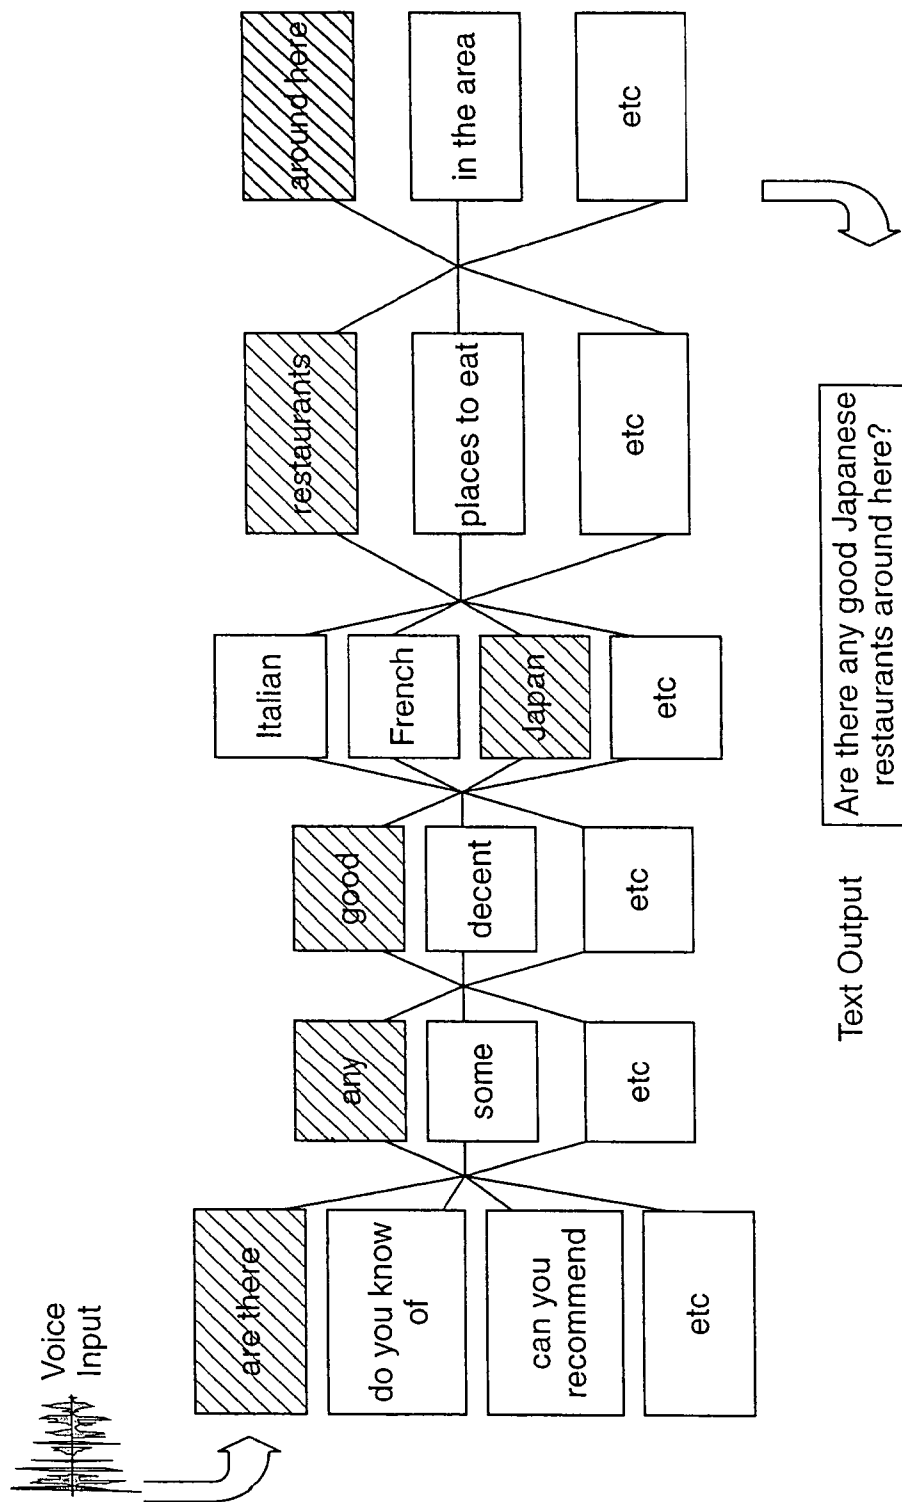 Voice
Input
are there
do you know
of
can you
recommend
etc
any
some
etc
good
decent
etc
Italian
French
Japan
etc
restaurants
places to eat
etc
around here
in the area
etc
Text Output
Are there any good Japanese
restaurants around here?